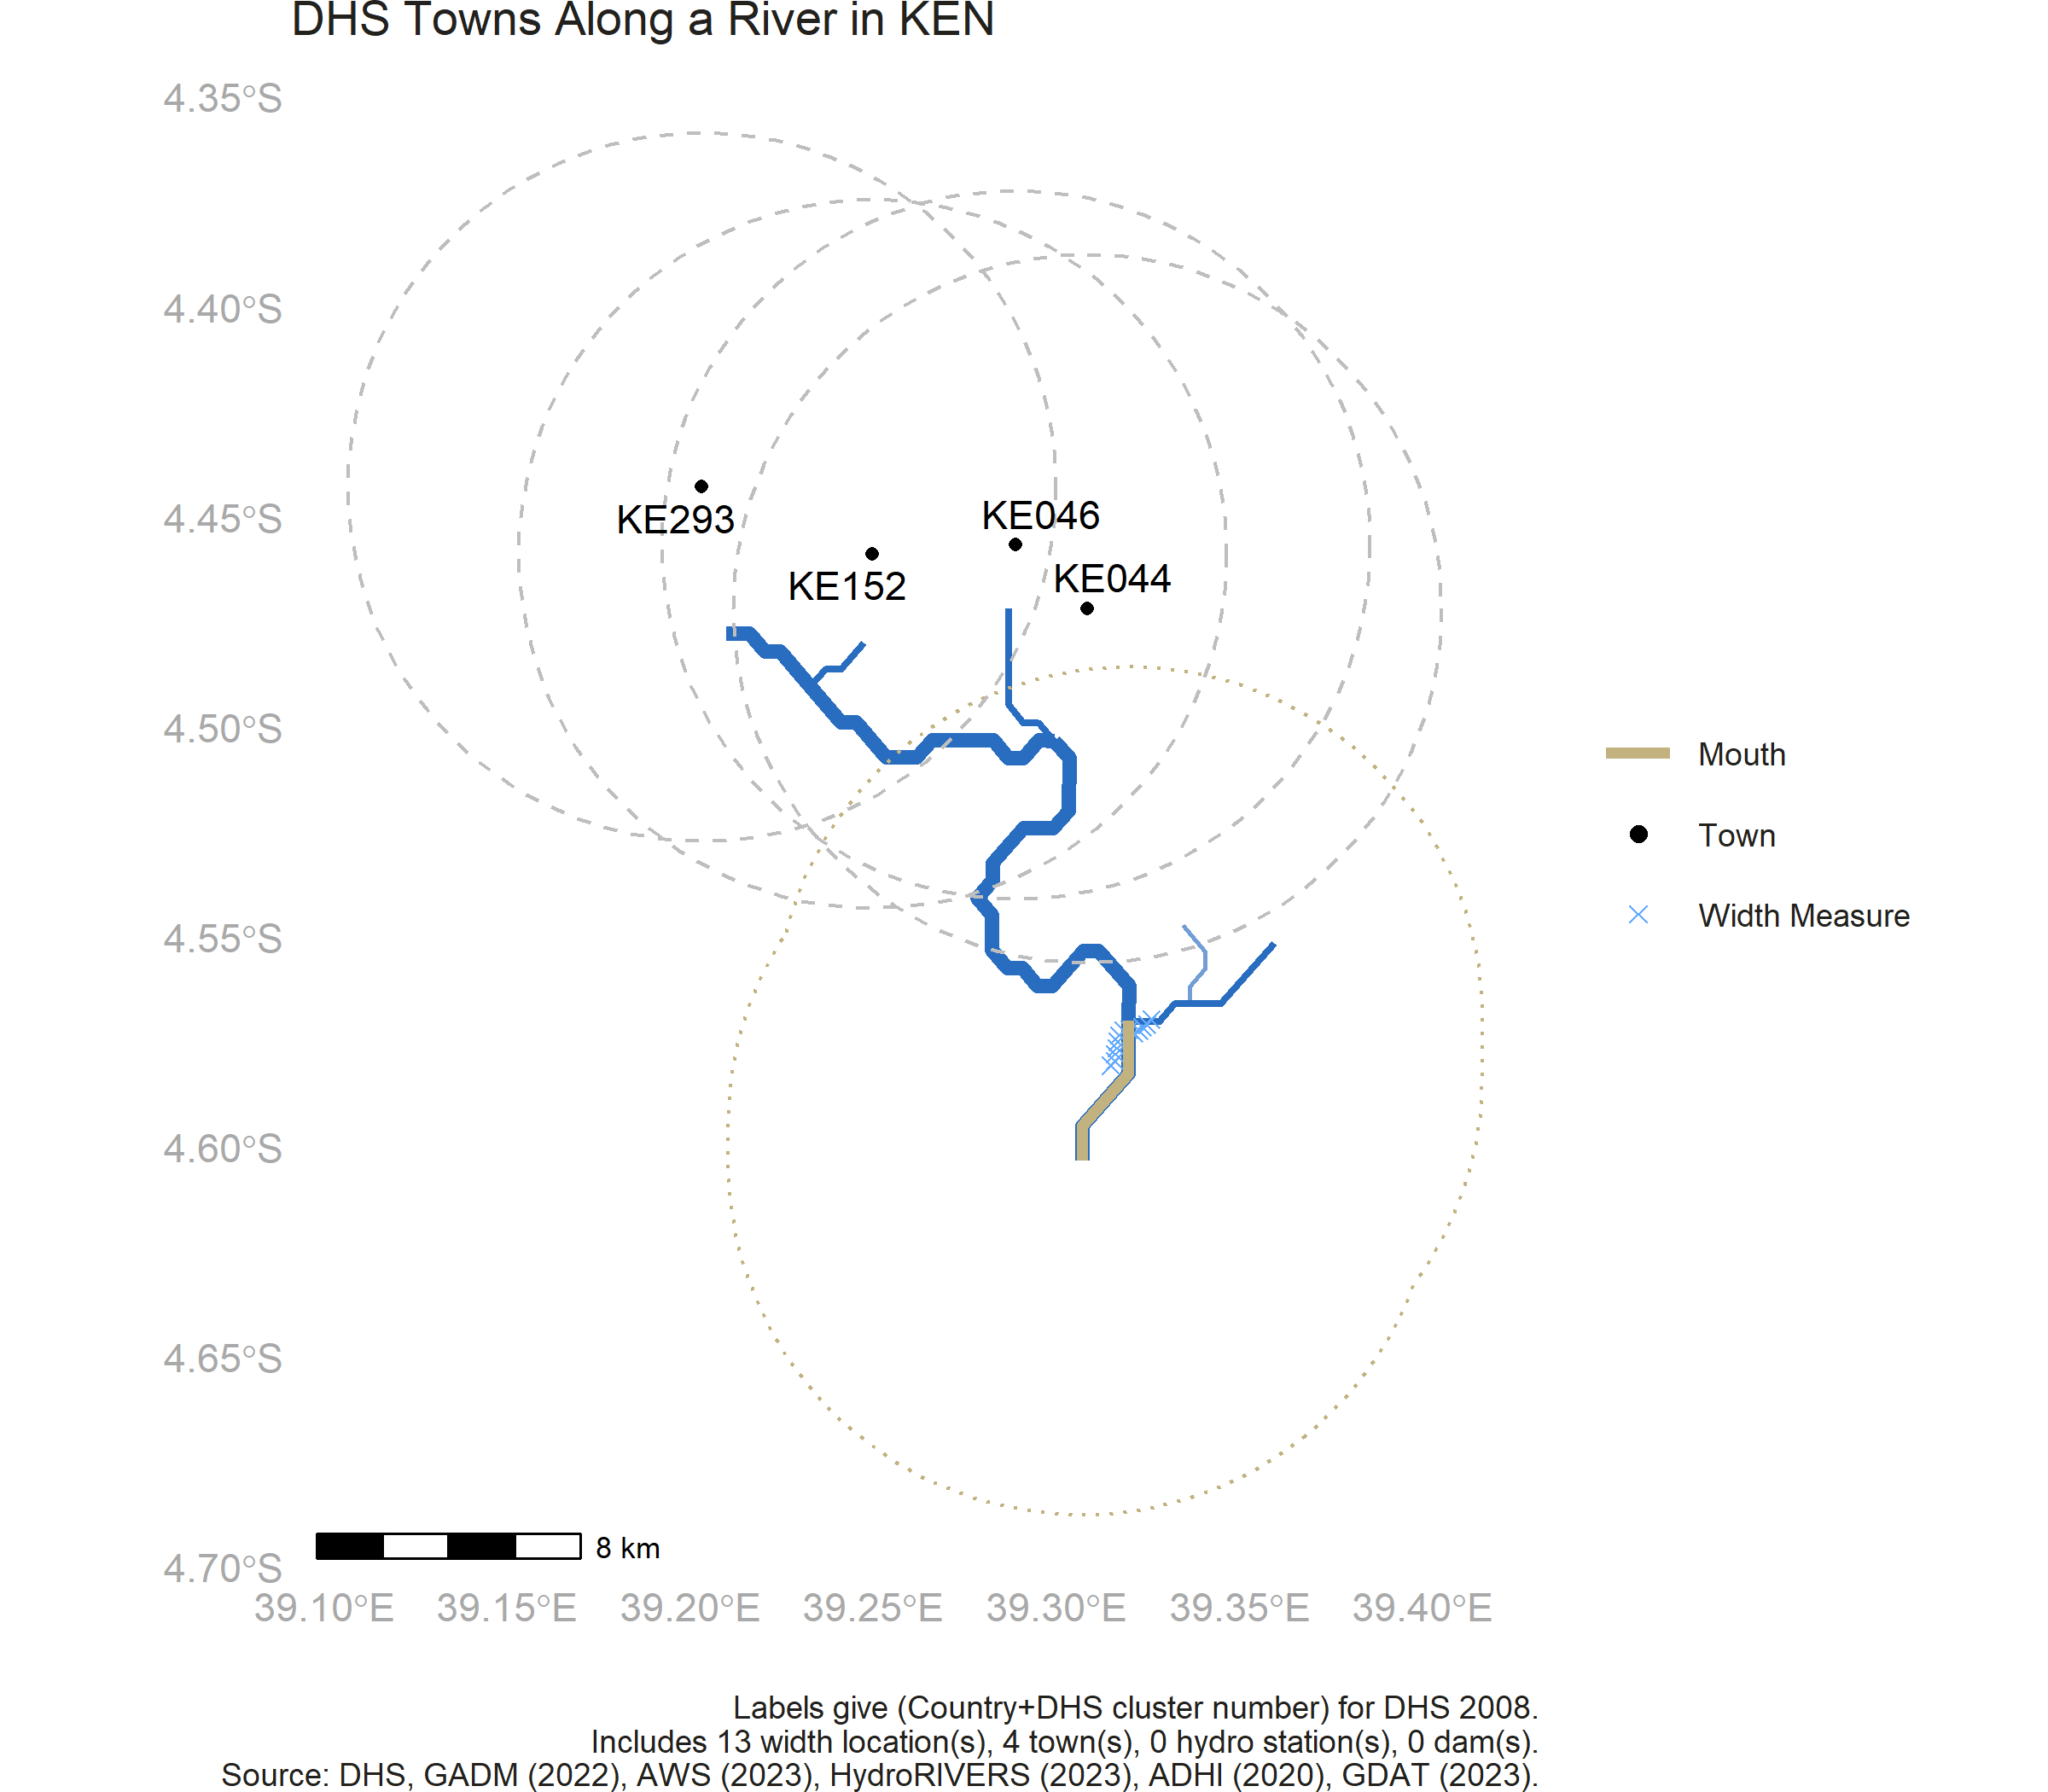 DHS Towns Along a River in KEN
4.35°S
4.40°S
4.45°S
4.50°S
4.55°S
4.60°S
4.65°S
4.70°S
KE293
KE046
KE152
KE044
Mouth
Town
Width Measure
8 km
39.10°E 39.15°E 39.20°E 39.25°E 39.30°E 39.35°E 39.40°E
Labels give (Country+DHS cluster number) for DHS 2008.
Includes 13 width location(s), 4 town(s), 0 hydro station(s), 0 dam(s).
Source: DHS, GADM (2022), AWS (2023), HydroRIVERS (2023), ADHI (2020), GDAT (2023).